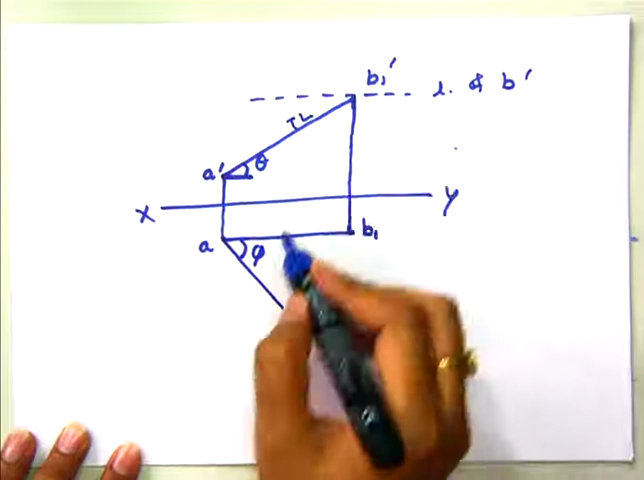 b₁'
l. of b'
TL
a' θ
X Y
a φ b₁